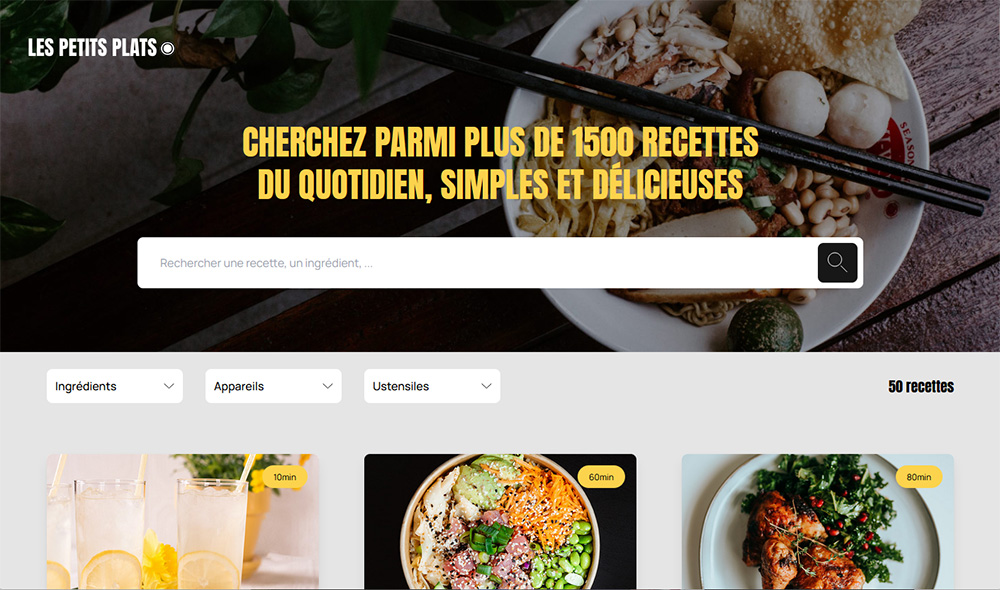 LES PETITS PLATS
CHERCHEZ PARMI PLUS DE 1500 RECETTES
DU QUOTIDIEN, SIMPLES ET DÉLICIEUSES
Rechercher une recette, un ingrédient, ...
Ingrédients
Appareils
Ustensiles
50 recettes
10min
60min
80min